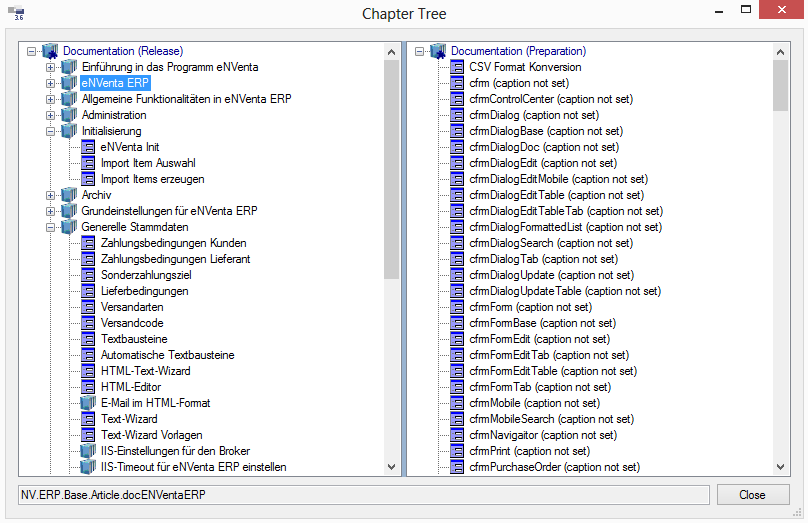 3.6
Chapter Tree
Documentation (Release)
Einführung in das Programm eNVenta
eNVenta ERP
Allgemeine Funktionalitäten in eNVenta ERP
Administration
Initialisierung
eNVenta Init
Import Item Auswahl
Import Items erzeugen
Archiv
Grundeinstellungen für eNVenta ERP
Generelle Stammdaten
Zahlungsbedingungen Kunden
Zahlungsbedingungen Lieferant
Sonderzahlungsziel
Lieferbedingungen
Versandarten
Versandcode
Textbausteine
Automatische Textbausteine
HTML-Text-Wizard
HTML-Editor
E-Mail im HTML-Format
Text-Wizard
Text-Wizard Vorlagen
IIS-Einstellungen für den Broker
IIS-Timeout für eNVenta ERP einstellen
Documentation (Preparation)
CSV Format Konversion
cfrm (caption not set)
cfrmControlCenter (caption not set)
cfrmDialog (caption not set)
cfrmDialogBase (caption not set)
cfrmDialogDoc (caption not set)
cfrmDialogEdit (caption not set)
cfrmDialogEditMobile (caption not set)
cfrmDialogEditTable (caption not set)
cfrmDialogEditTableTab (caption not set)
cfrmDialogFormattedList (caption not set)
cfrmDialogSearch (caption not set)
cfrmDialogTab (caption not set)
cfrmDialogUpdate (caption not set)
cfrmDialogUpdateTable (caption not set)
cfrmForm (caption not set)
cfrmFormBase (caption not set)
cfrmFormEdit (caption not set)
cfrmFormEditTab (caption not set)
cfrmFormEditTable (caption not set)
cfrmFormTab (caption not set)
cfrmMobile (caption not set)
cfrmMobileSearch (caption not set)
cfrmNavigaitor (caption not set)
cfrmPrint (caption not set)
cfrmPurchaseOrder (caption not set)
NV.ERP.Base.Article.docENVentaERP
Close